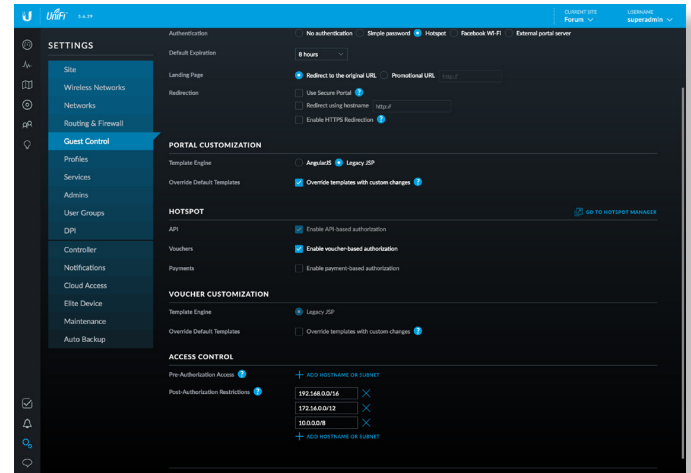 UniFi 5.6.29
CURRENT SITE
Forum
USERNAME
superadmin
SETTINGS
Site
Wireless Networks
Networks
Routing & Firewall
Guest Control
Profiles
Services
Admins
User Groups
DPI
Controller
Notifications
Cloud Access
Elite Device
Maintenance
Auto Backup
Authentication No authentication Simple password Hotspot Facebook Wi-Fi External portal server
Default Expiration 8 hours
Landing Page Redirect to the original URL Promotional URL http://
Redirection Use Secure Portal ?
Redirect using hostname http://
Enable HTTPS Redirection ?
PORTAL CUSTOMIZATION
Template Engine AngularJS Legacy JSP
Override Default Templates Override templates with custom changes ?
HOTSPOT GO TO HOTSPOT MANAGER
API Enable API-based authorization
Vouchers Enable voucher-based authorization
Payments Enable payment-based authorization
VOUCHER CUSTOMIZATION
Template Engine Legacy JSP
Override Default Templates Override templates with custom changes ?
ACCESS CONTROL
Pre-Authorization Access ? + ADD HOSTNAME OR SUBNET
Post-Authorization Restrictions ? 192.168.0.0/16
172.16.0.0/12
10.0.0.0/8
+ ADD HOSTNAME OR SUBNET